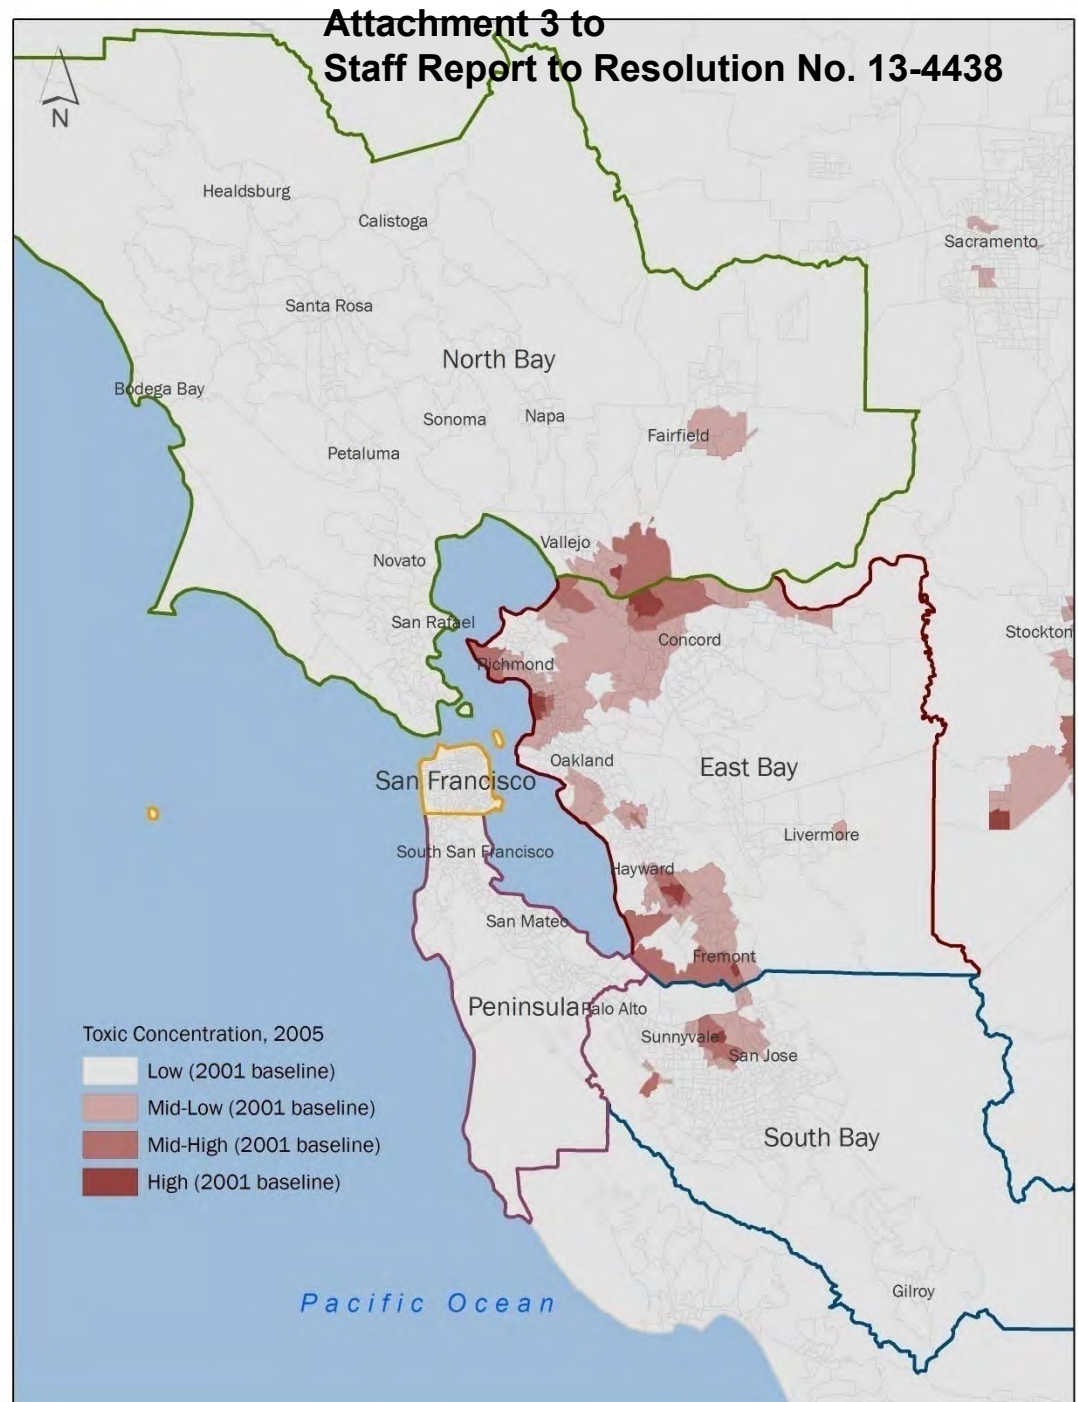 Attachment 3 to
Staff Report to Resolution No. 13-4438
N
Healdsburg
Calistoga
Sacramento
Santa Rosa
North Bay
Bodega Bay
Sonoma
Napa
Fairfield
Petaluma
Vallejo
Novato
San Rafael
Stockton
Concord
Richmond
Oakland
East Bay
San Francisco
Livermore
South San Francisco
Hayward
San Mateo
Fremont
Peninsula
Palo Alto
Sunnyvale
San Jose
South Bay
Toxic Concentration, 2005
Low (2001 baseline)
Mid-Low (2001 baseline)
Mid-High (2001 baseline)
High (2001 baseline)
Gilroy
Pacific Ocean